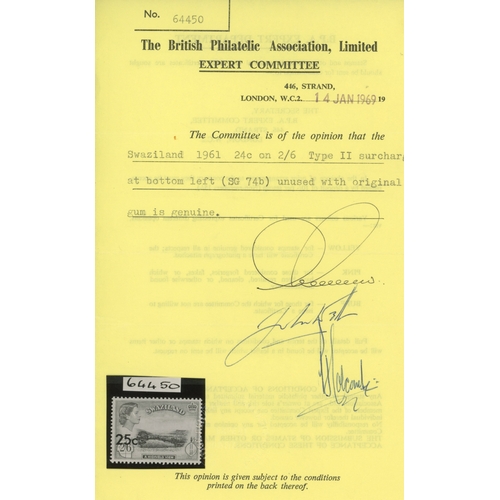 No. 64450
The British Philatelic Association, Limited
EXPERT COMMITTEE
446, STRAND,
LONDON, W.C.2. 14 JAN 1969 19
The Committee is of the opinion that the
Swaziland 1961 24c on 2/6 Type II surcharg
at bottom left (SG 74b) unused with original
gum is genuine.
64450
SWAZILAND
25c
2/6
This opinion is given subject to the conditions
printed on the back thereof.